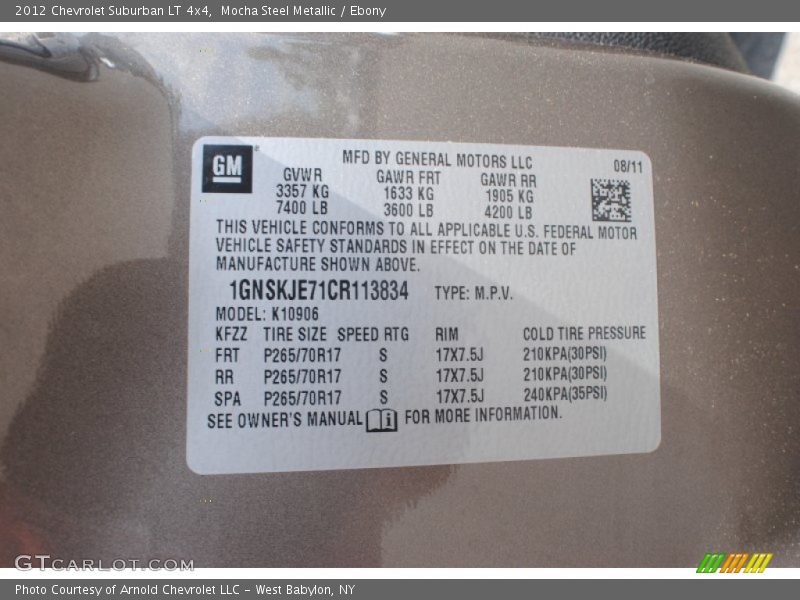 2012 Chevrolet Suburban LT 4x4,  Mocha Steel Metallic / Ebony
GM
MFD BY GENERAL MOTORS LLC 08/11
GVWR GAWR FRT GAWR RR
3357 KG 1633 KG 1905 KG
7400 LB 3600 LB 4200 LB
THIS VEHICLE CONFORMS TO ALL APPLICABLE U.S. FEDERAL MOTOR
VEHICLE SAFETY STANDARDS IN EFFECT ON THE DATE OF
MANUFACTURE SHOWN ABOVE.
1GNSKJE71CR113834 TYPE: M.P.V.
MODEL: K10906
KFZZ TIRE SIZE SPEED RTG RIM COLD TIRE PRESSURE
FRT P265/70R17 S 17X7.5J 210KPA(30PSI)
RR P265/70R17 S 17X7.5J 210KPA(30PSI)
SPA P265/70R17 S 17X7.5J 240KPA(35PSI)
SEE OWNER'S MANUAL i FOR MORE INFORMATION.
GTCARLOT.COM
Photo Courtesy of Arnold Chevrolet LLC - West Babylon, NY